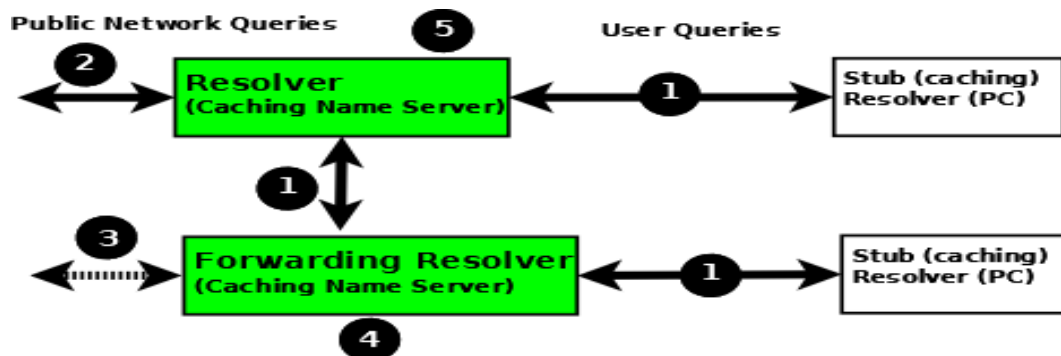 Public Network Queries
5
User Queries
2
Resolver
(Caching Name Server)
1
Stub (caching)
Resolver (PC)
1
3
Forwarding Resolver
(Caching Name Server)
1
Stub (caching)
Resolver (PC)
4